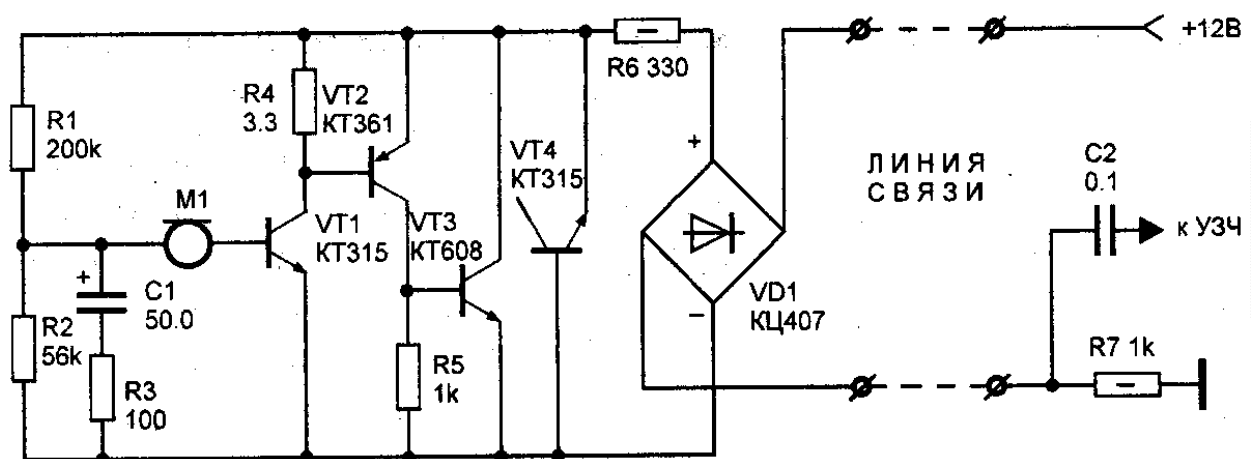 R6 330
+12В
R1
200k
R4
3.3
VT2
КТ361
VT4
КТ315
+
ЛИНИЯ
СВЯЗИ
C2
0.1
к УЗЧ
M1
VT1
КТ315
VT3
КТ608
+
C1
50.0
VD1
КЦ407
−
R2
56k
R3
100
R5
1k
R7 1k